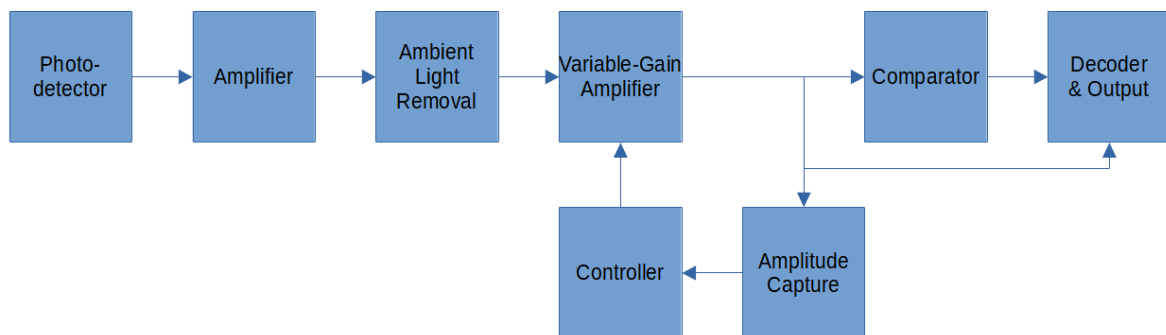 Photo-
detector
Amplifier
Ambient
Light
Removal
Variable-Gain
Amplifier
Comparator
Decoder
& Output
Controller
Amplitude
Capture